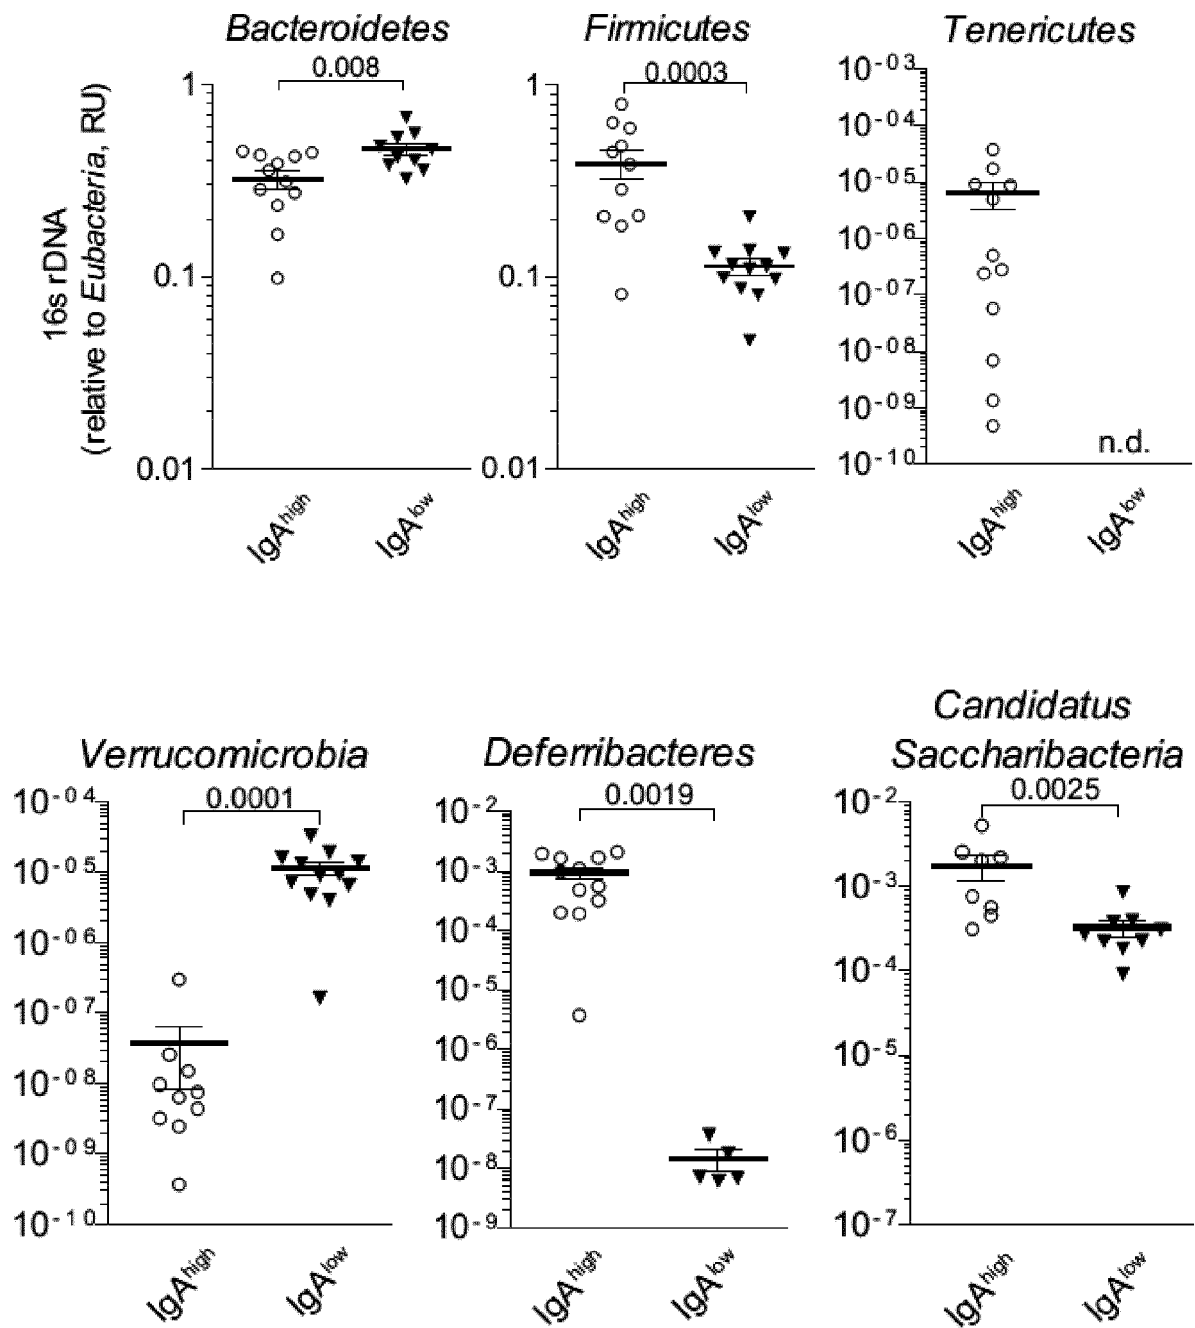 Bacteroidetes
Firmicutes
Tenericutes
16s rDNA
(relative to Eubacteria, RU)
0.008
1
0.1
0.01
IgAhigh
IgAlow
0.0003
1
0.1
0.01
IgAhigh
IgAlow
10-03
10-04
10-05
10-06
10-07
10-08
10-09
10-10
n.d.
IgAhigh
IgAlow
Verrucomicrobia
Deferribacteres
Candidatus
Saccharibacteria
0.0001
10-04
10-05
10-06
10-07
10-08
10-09
10-10
IgAhigh
IgAlow
0.0019
10-2
10-3
10-4
10-5
10-6
10-7
10-8
10-9
IgAhigh
IgAlow
0.0025
10-2
10-3
10-4
10-5
10-6
10-7
IgAhigh
IgAlow